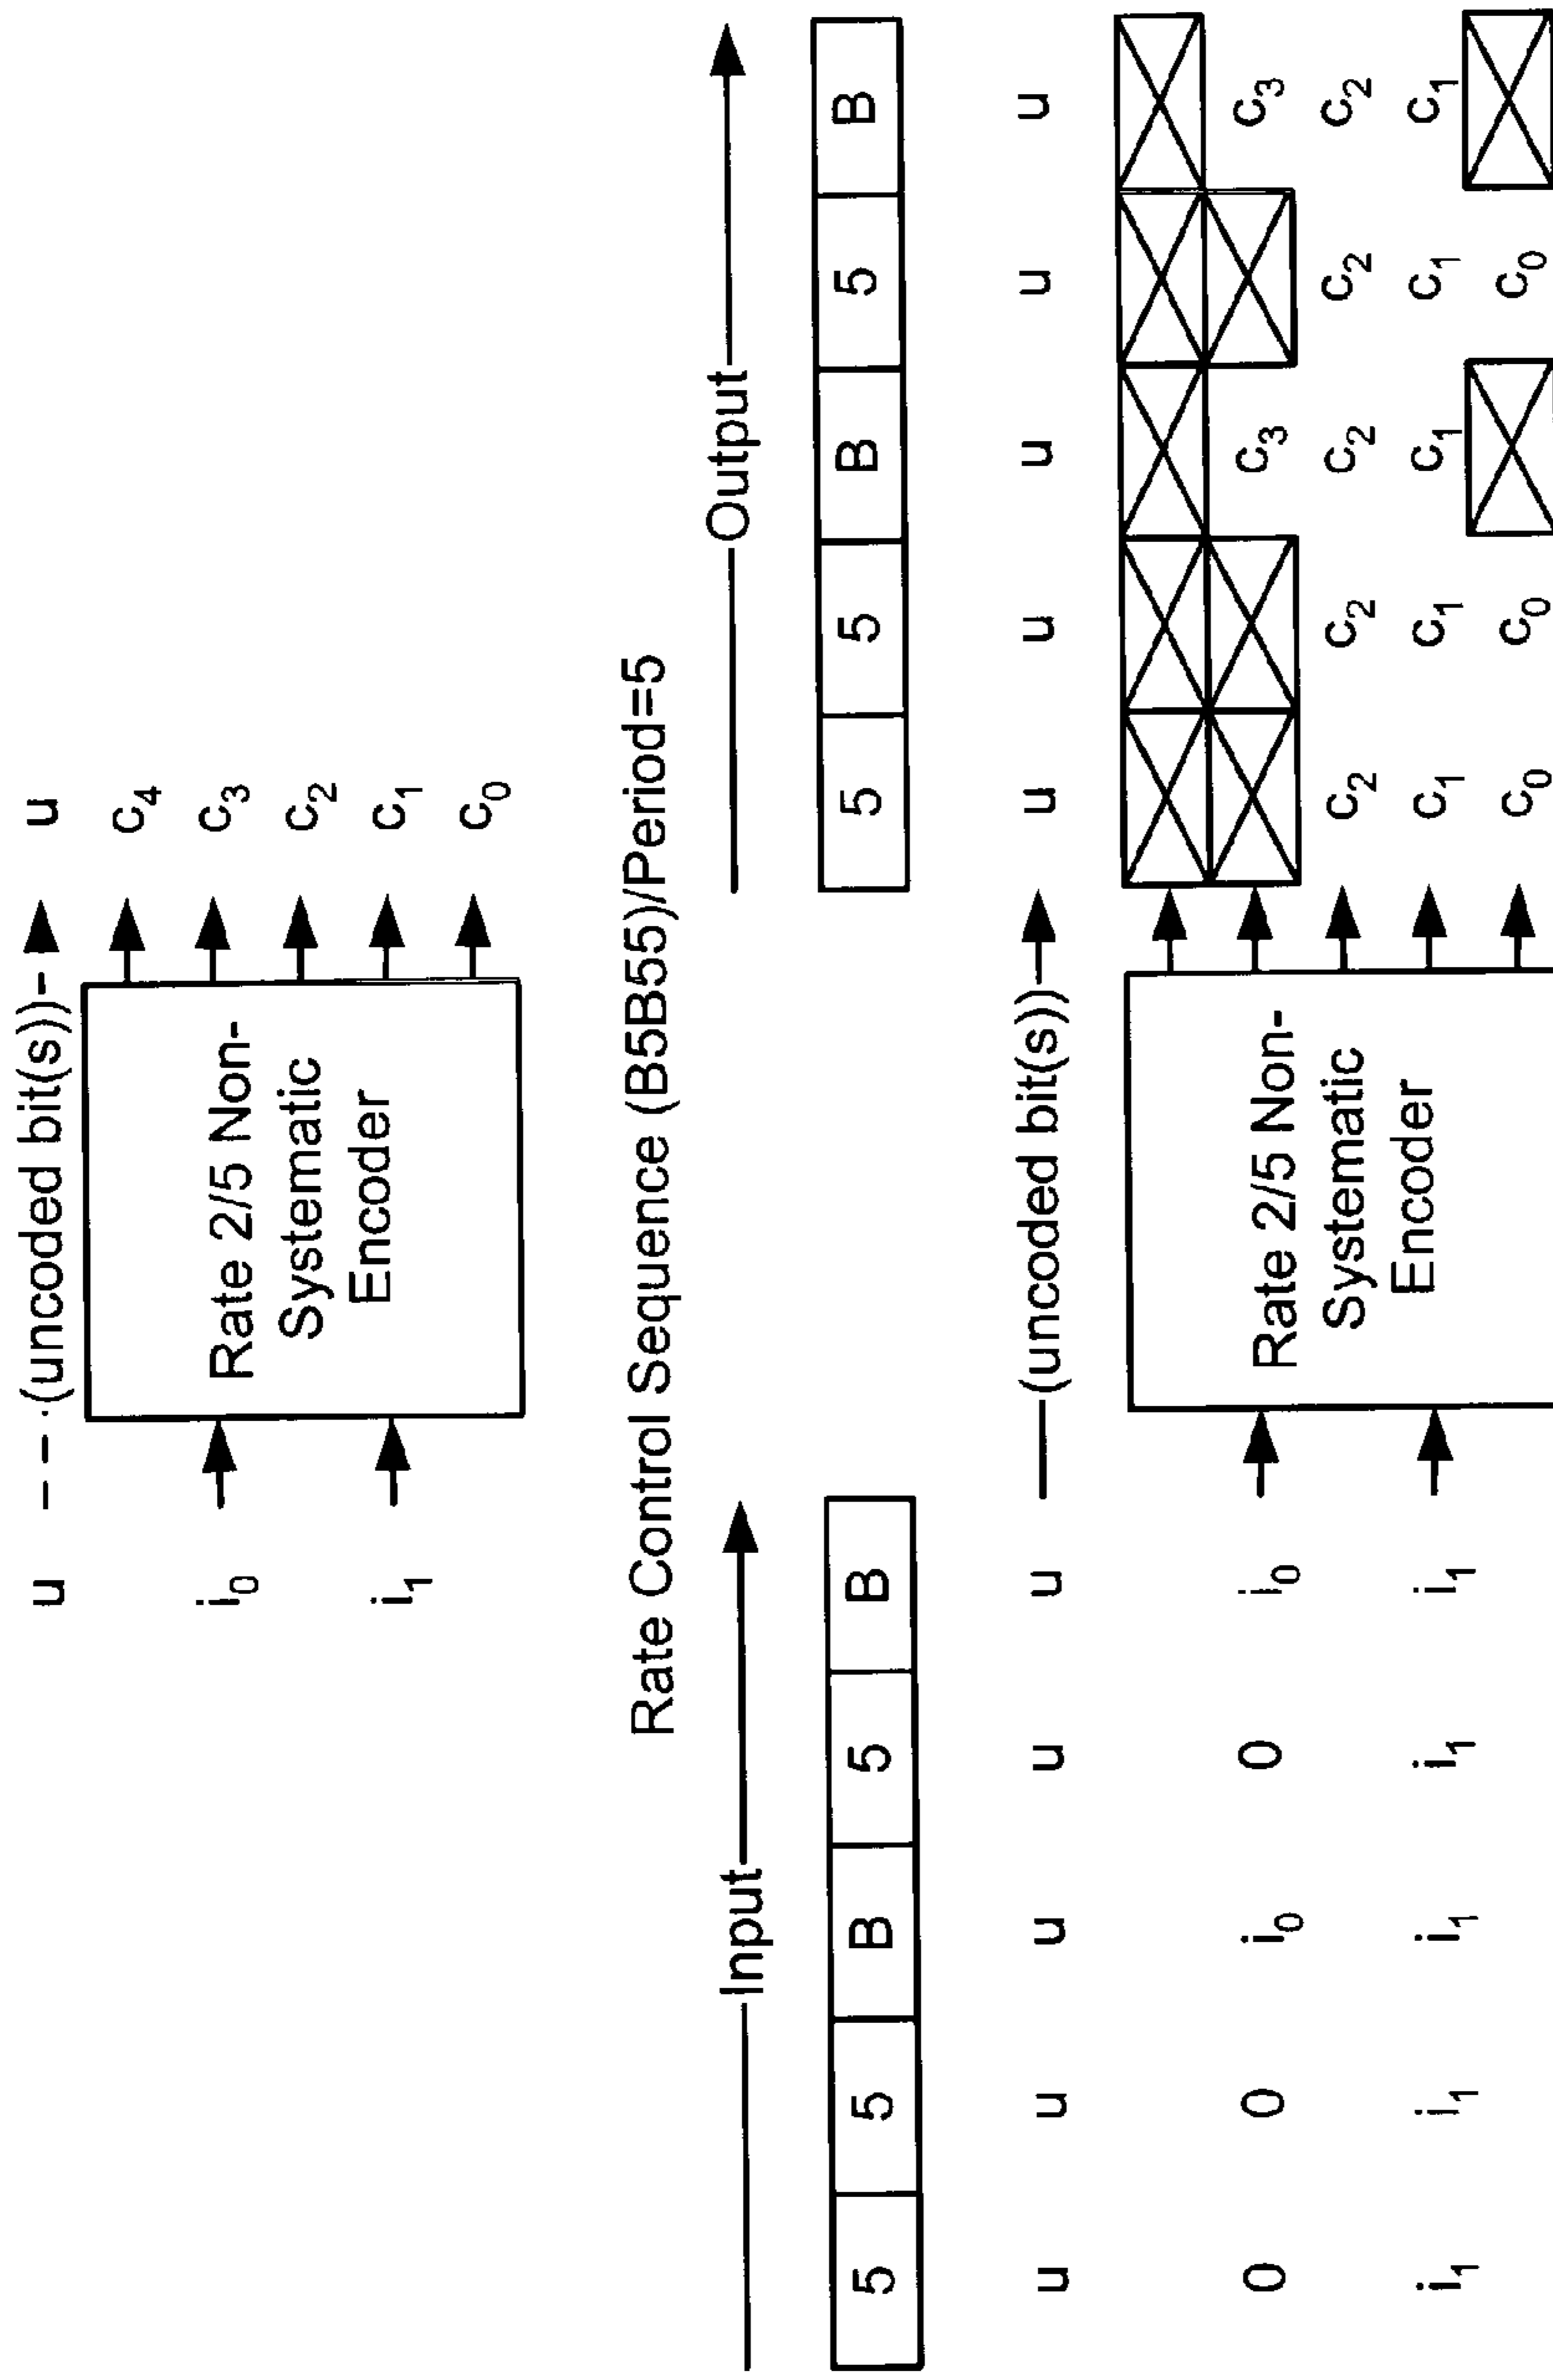 u - - - (uncoded bit(s)) - u
c₄
i₀ Rate 2/5 Non- c₃
Systematic c₂
i₁ Encoder c₁
c₀
Rate Control Sequence (B5B55)/Period=5
Input Output
5 5 B 5 B 5 5 B 5 B
u u u u u (uncoded bit(s)) u u u u u
0 0 i₀ 0 i₀ Rate 2/5 Non- c₃ c₃
Systematic c₂ c₂ c₂ c₂ c₂
i₁ i₁ i₁ i₁ i₁ Encoder c₁ c₁ c₁ c₁ c₁
c₀ c₀ c₀